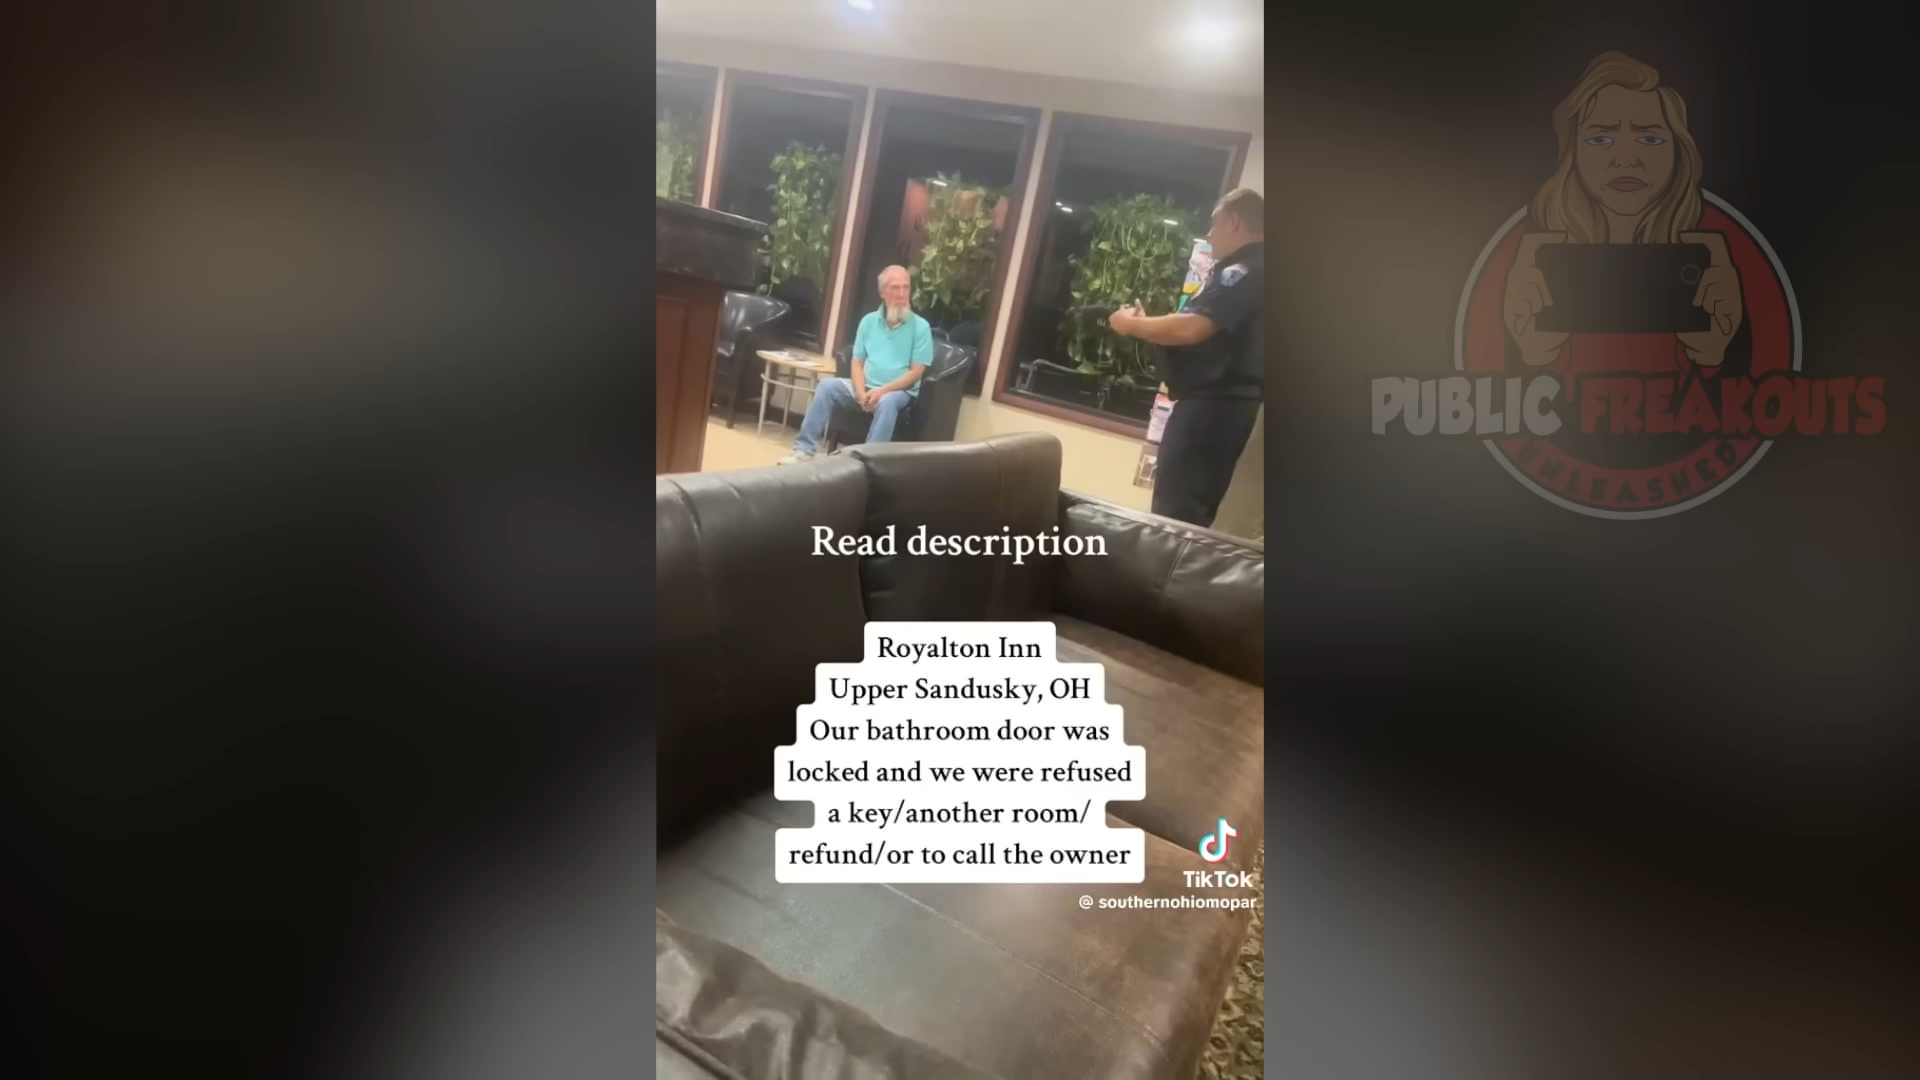 PUBLIC FREAKOUTS
UNLEASHED
Read description
Royalton Inn
Upper Sandusky, OH
Our bathroom door was
locked and we were refused
a key/another room/
refund/or to call the owner
TikTok
@ southernohiomopar